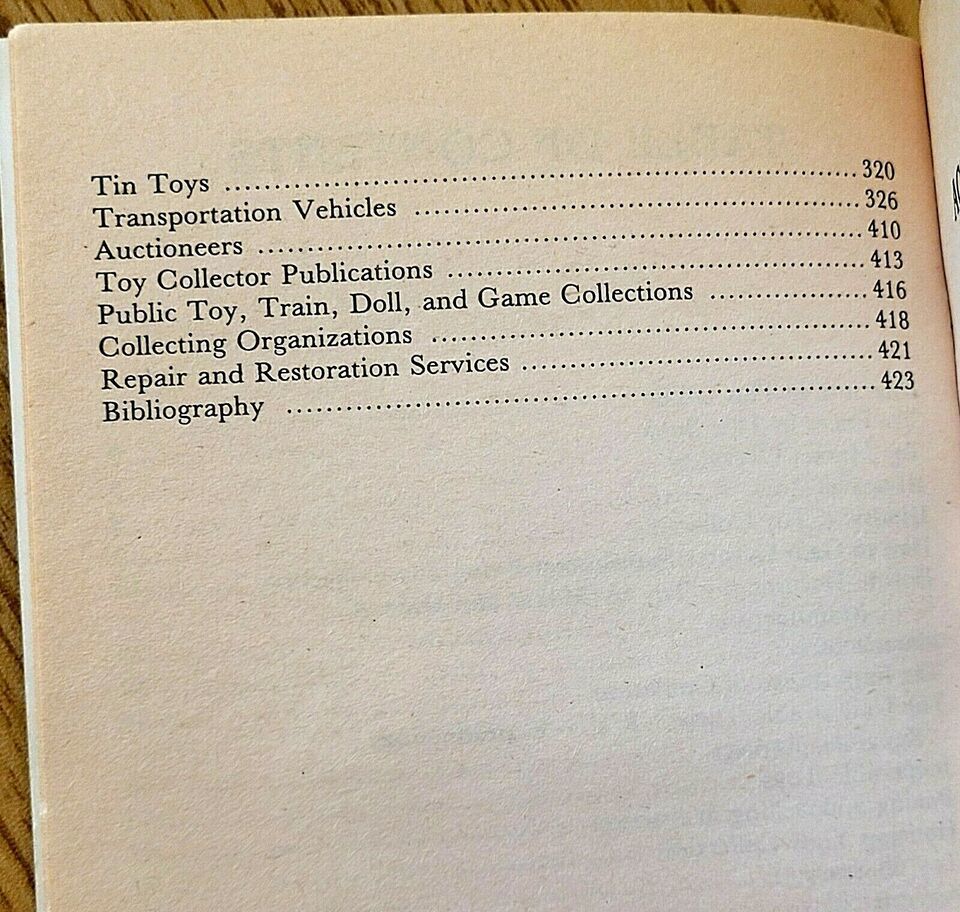 Tin Toys ........................................................................ 320
Transportation Vehicles .................................................... 326
Auctioneers .................................................................... 410
Toy Collector Publications ................................................ 413
Public Toy, Train, Doll, and Game Collections ................ 416
Collecting Organizations .................................................. 418
Repair and Restoration Services ........................................ 421
Bibliography .................................................................. 423